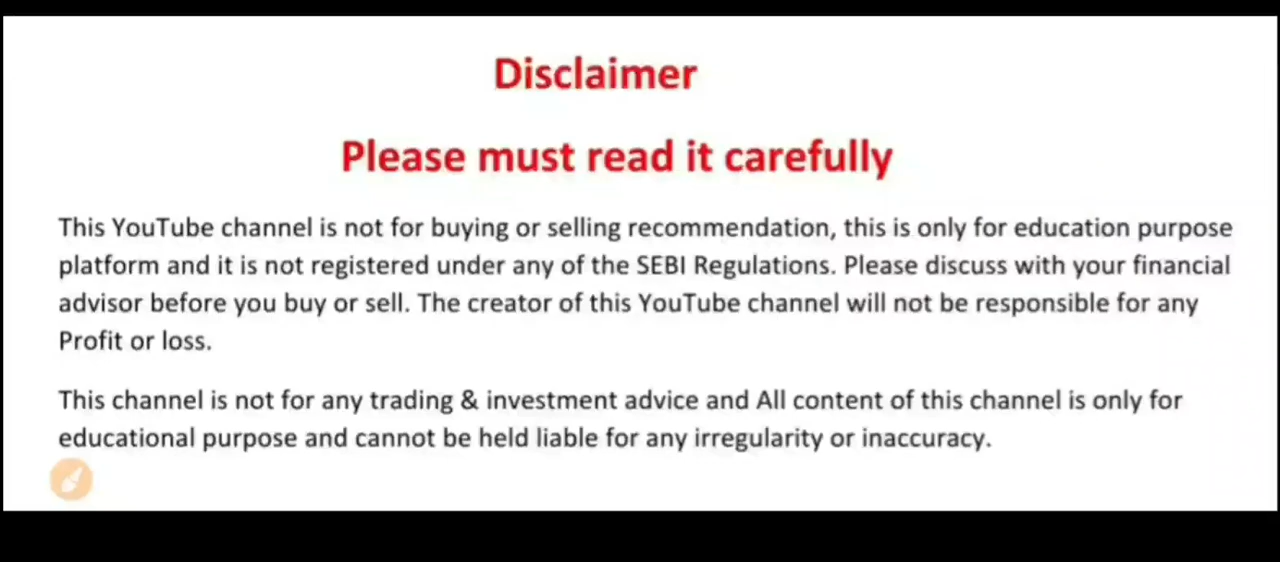 Disclaimer
Please must read it carefully
This YouTube channel is not for buying or selling recommendation, this is only for education purpose
platform and it is not registered under any of the SEBI Regulations. Please discuss with your financial
advisor before you buy or sell. The creator of this YouTube channel will not be responsible for any
Profit or loss.
This channel is not for any trading & investment advice and All content of this channel is only for
educational purpose and cannot be held liable for any irregularity or inaccuracy.